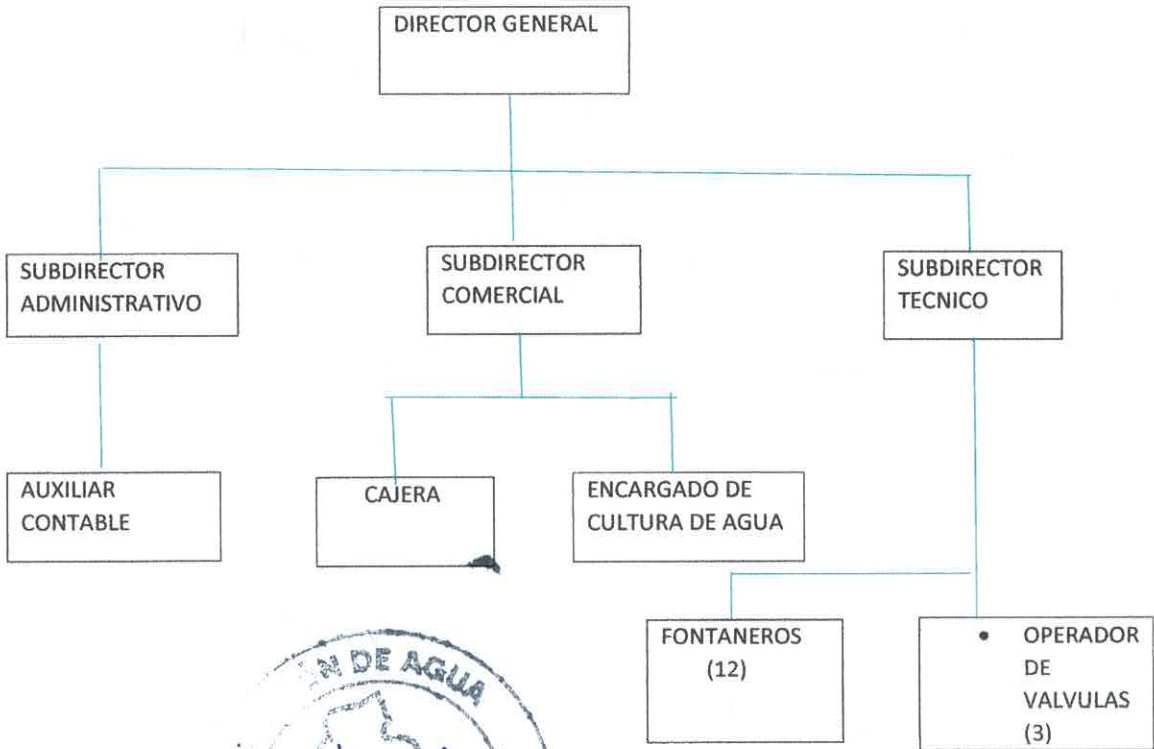 DIRECTOR GENERAL
SUBDIRECTOR
ADMINISTRATIVO
SUBDIRECTOR
COMERCIAL
SUBDIRECTOR
TECNICO
AUXILIAR
CONTABLE
CAJERA
ENCARGADO DE
CULTURA DE AGUA
FONTANEROS
(12)
• OPERADOR
DE
VALVULAS
(3)
DE AGUA